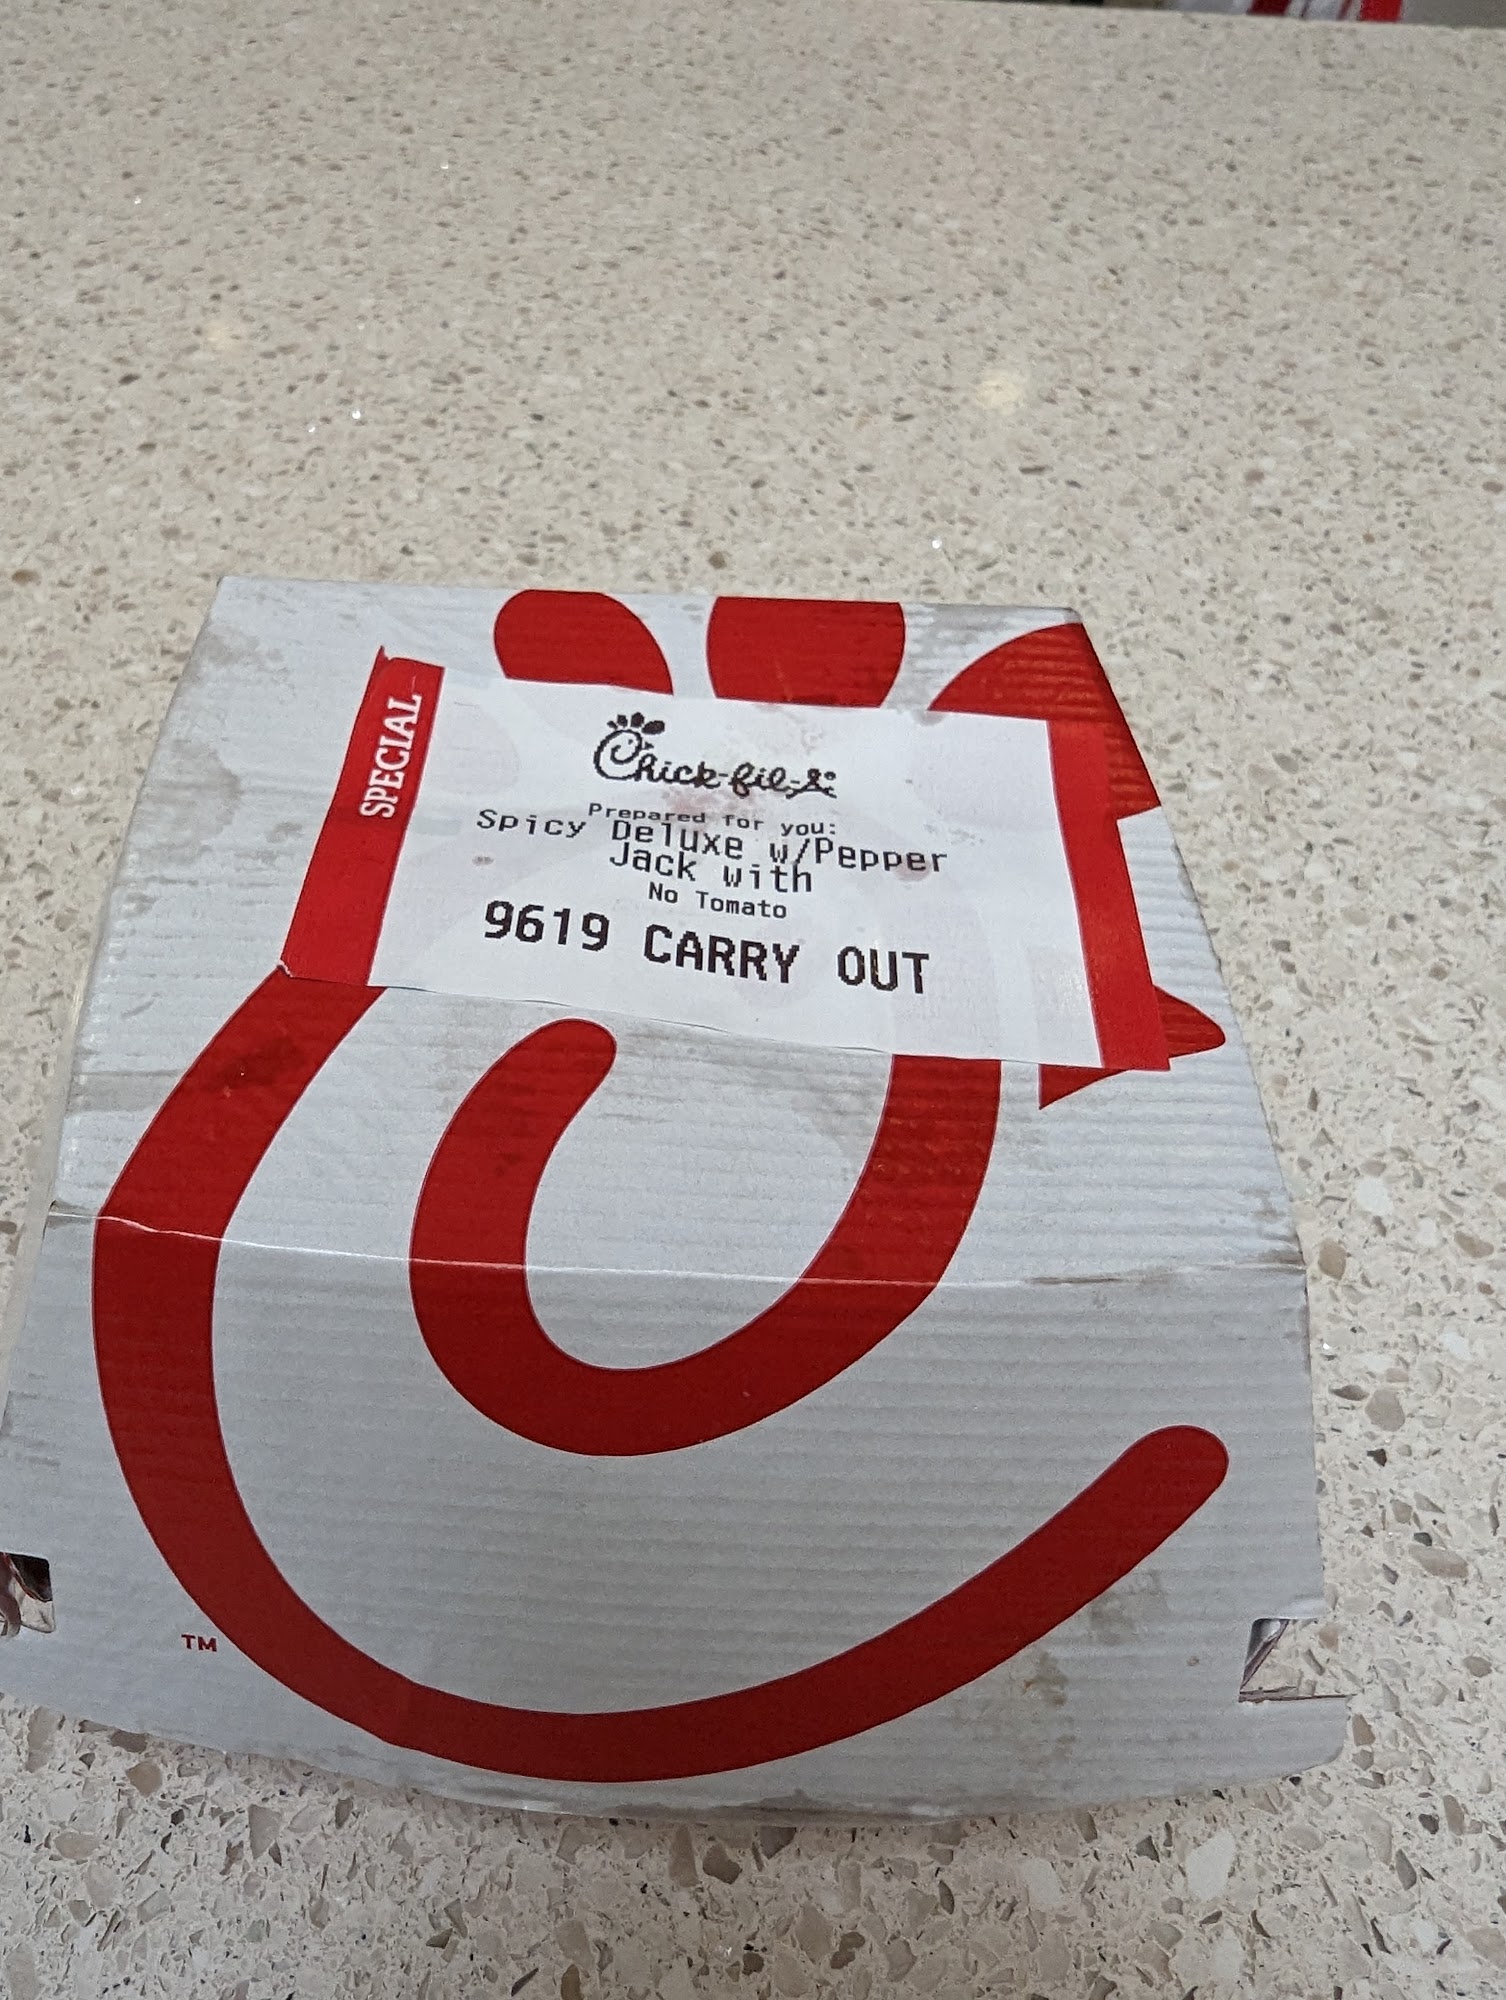 SPECIAL
Chick-fil-A
Prepared for you:
Spicy Deluxe w/Pepper
Jack with
No Tomato
9619 CARRY OUT
TM